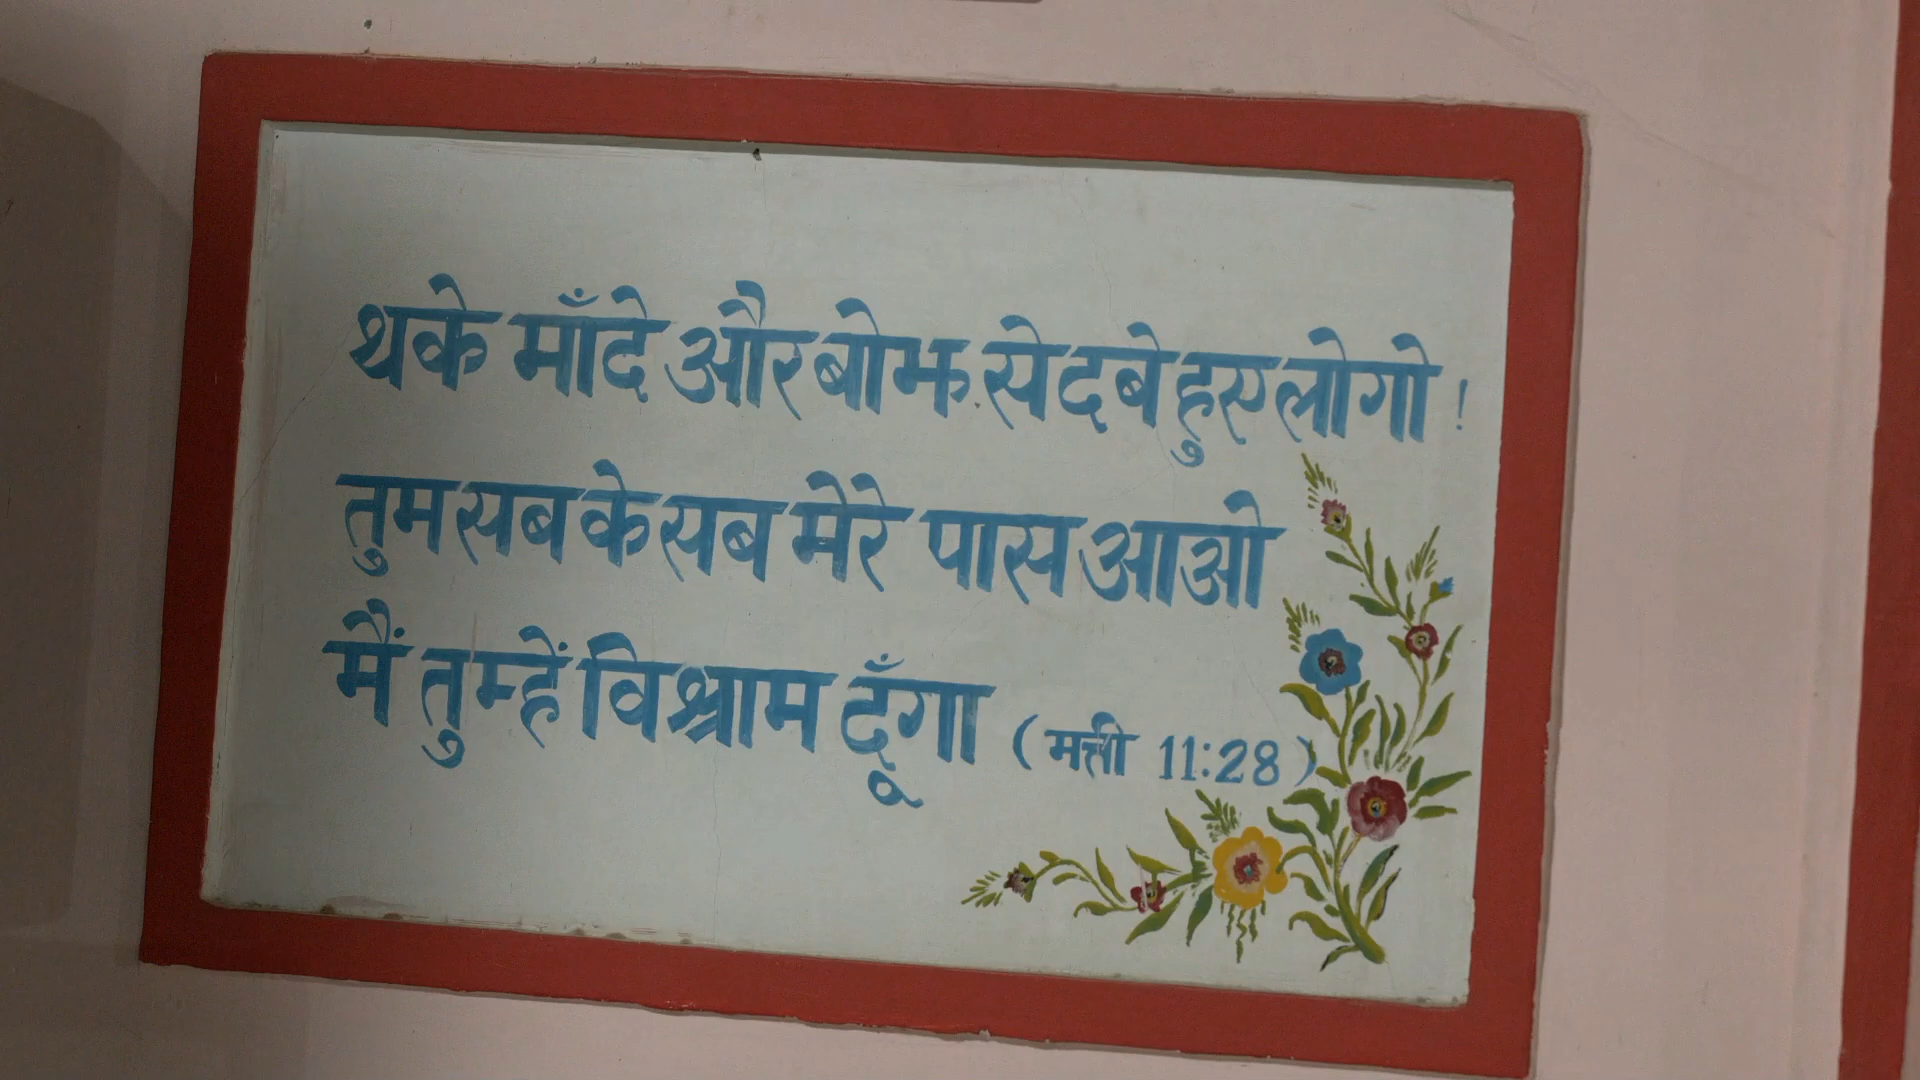 थके माँदे और बोझ से दबे हुए लोगो !
तुम सब के सब मेरे पास आओ
मैं तुम्हें विश्राम दूँगा ( मत्ती 11:28 )